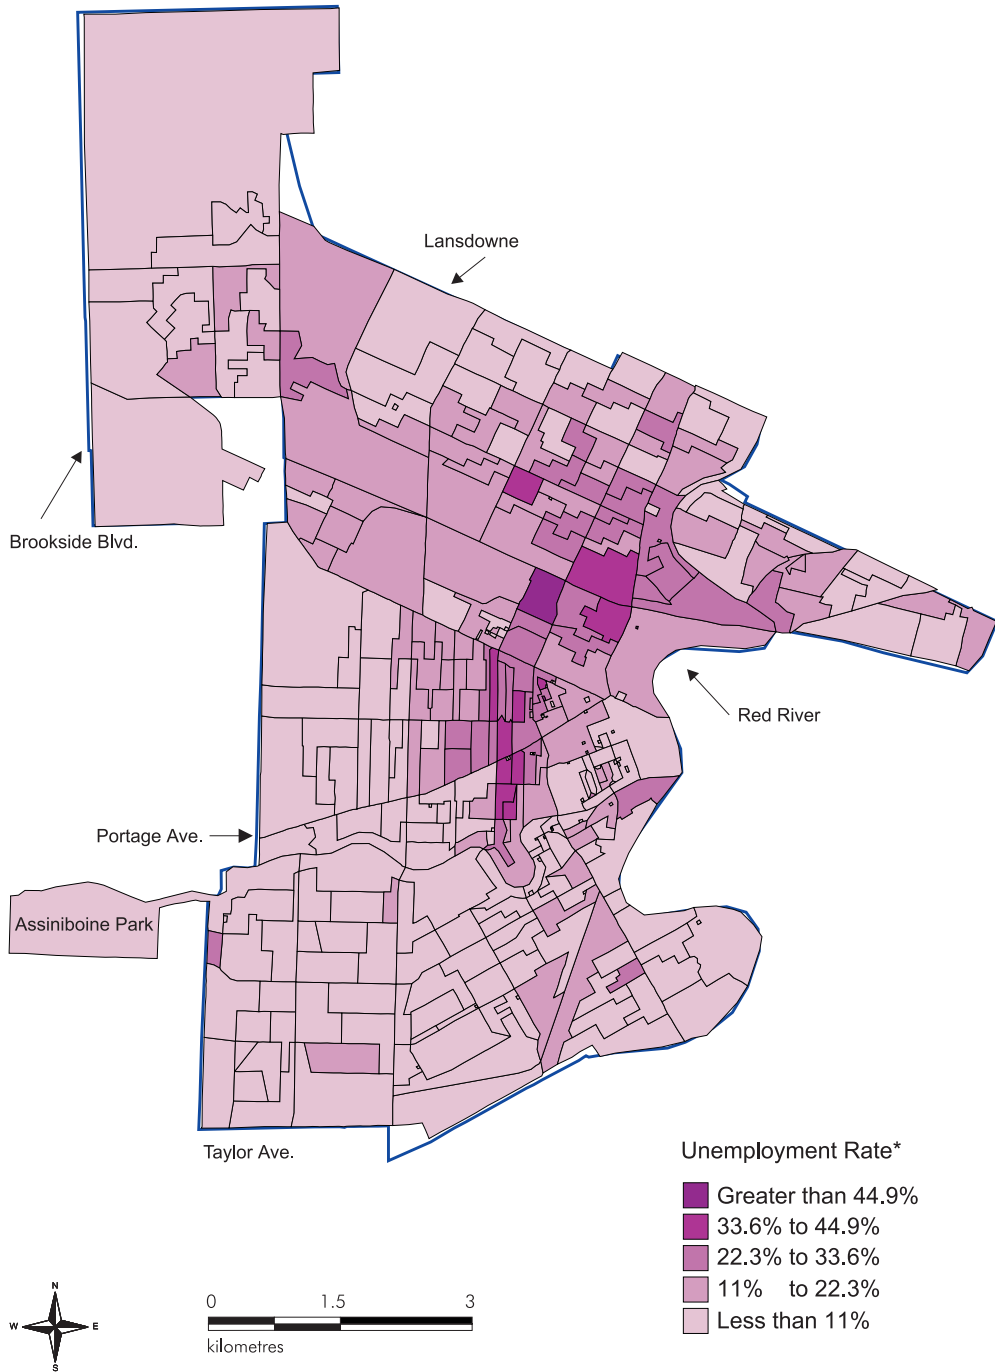 Lansdowne
Brookside Blvd.
Red River
Portage Ave.
Assiniboine Park
Taylor Ave.
Unemployment Rate*
Greater than 44.9%
33.6% to 44.9%
22.3% to 33.6%
11% to 22.3%
Less than 11%
N
W E
S
0 1.5 3
kilometres